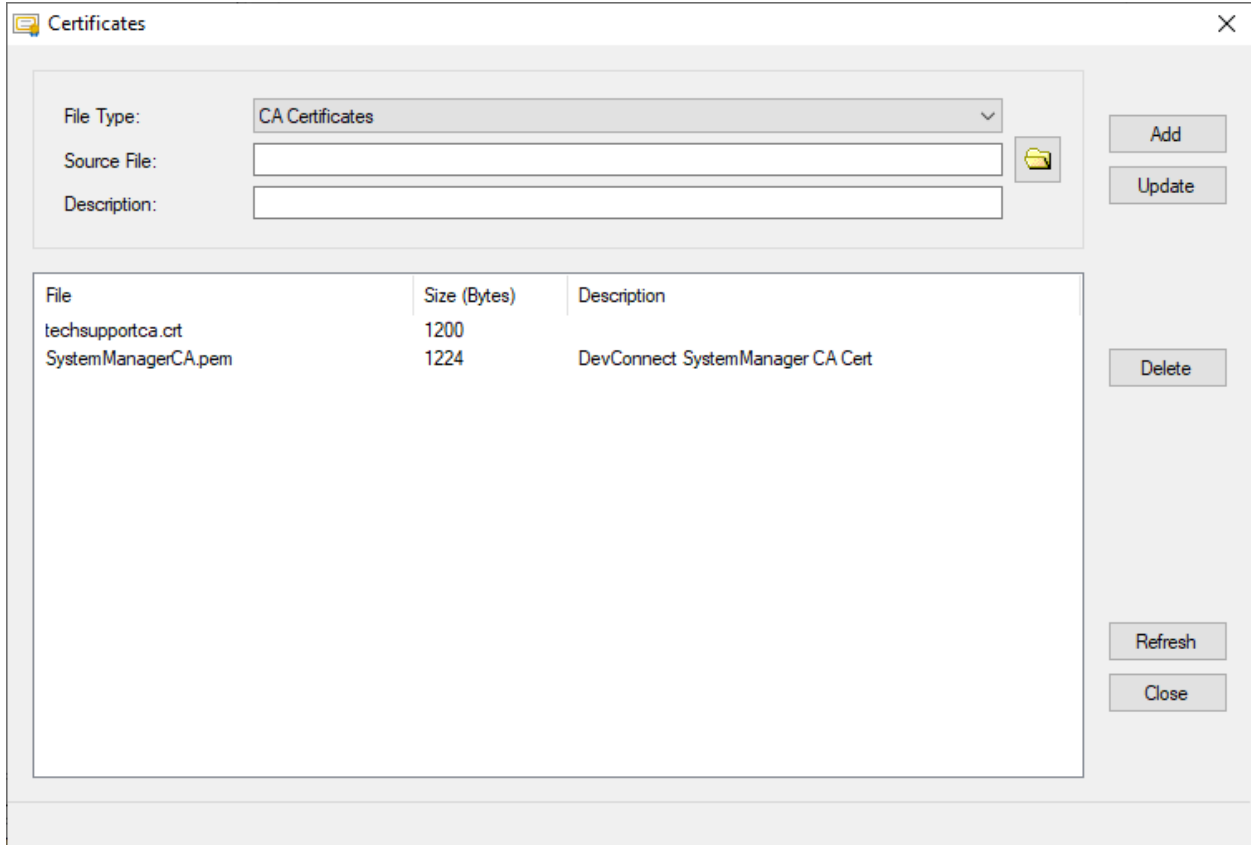 Certificates
File Type: CA Certificates
Add
Source File:
Update
Description:
File Size (Bytes) Description
techsupportca.crt 1200
SystemManagerCA.pem 1224 DevConnect SystemManager CA Cert
Delete
Refresh
Close